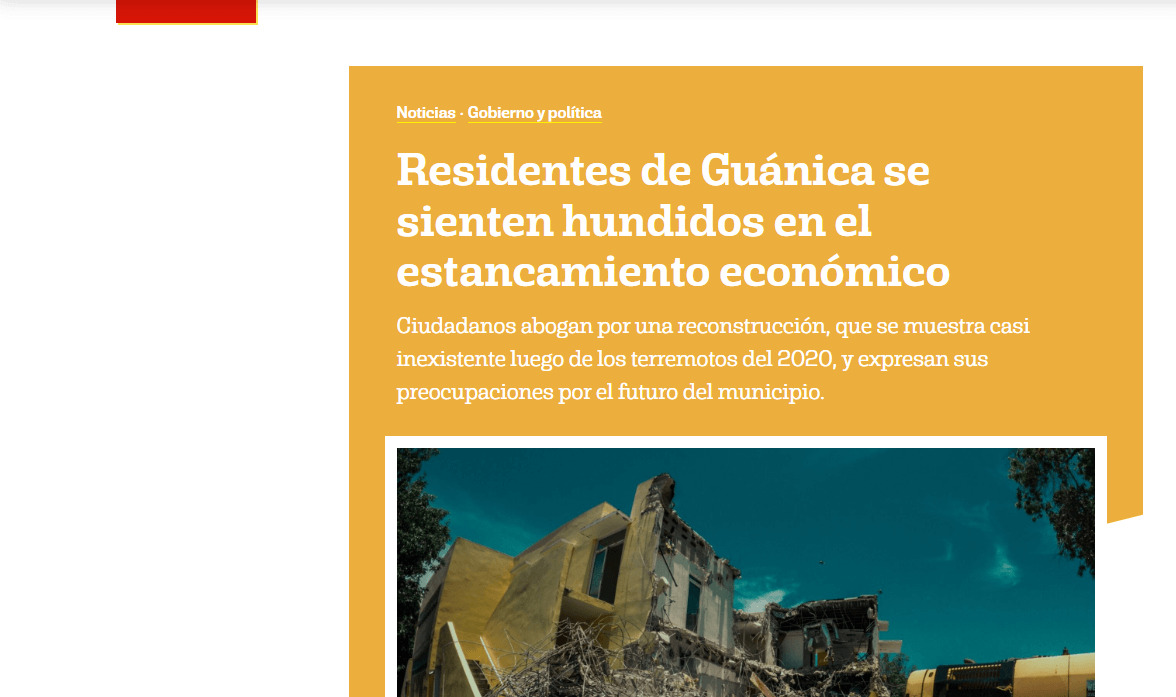 Noticias · Gobierno y política
Residentes de Guánica se
sienten hundidos en el
estancamiento económico
Ciudadanos abogan por una reconstrucción, que se muestra casi
inexistente luego de los terremotos del 2020, y expresan sus
preocupaciones por el futuro del municipio.